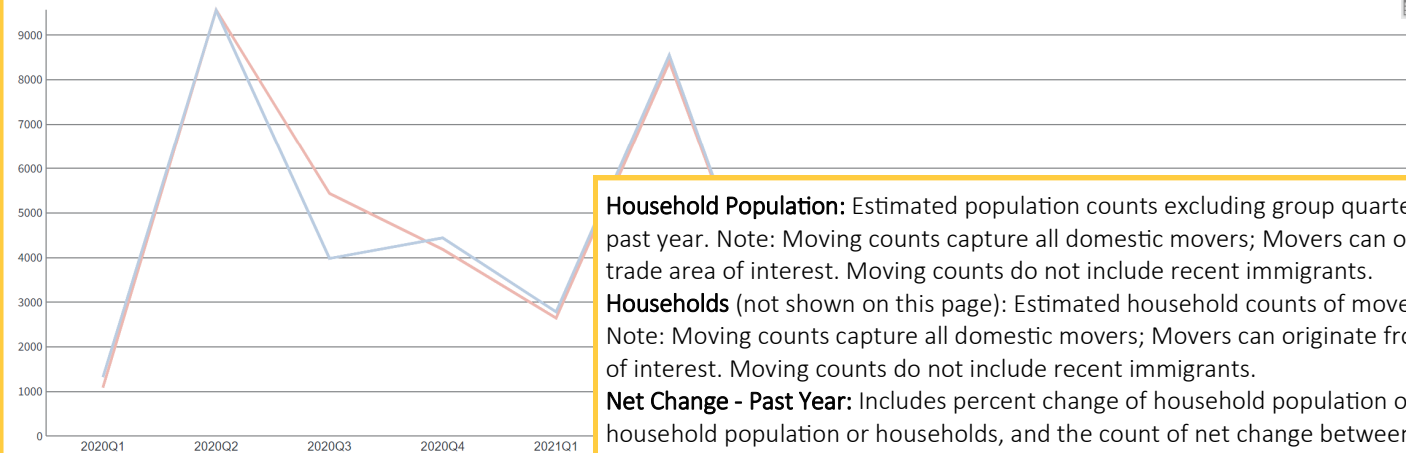 9000
8000
7000
6000
5000
4000
3000
2000
1000
0
2020Q1 2020Q2 2020Q3 2020Q4 2021Q1
Household Population: Estimated population counts excluding group
past year. Note: Moving counts capture all domestic movers; Movers can
trade area of interest. Moving counts do not include recent immigrants.
Households (not shown on this page): Estimated household counts of
Note: Moving counts capture all domestic movers; Movers can originate
of interest. Moving counts do not include recent immigrants.
Net Change - Past Year: Includes percent change of household population
household population or households, and the count of net change between